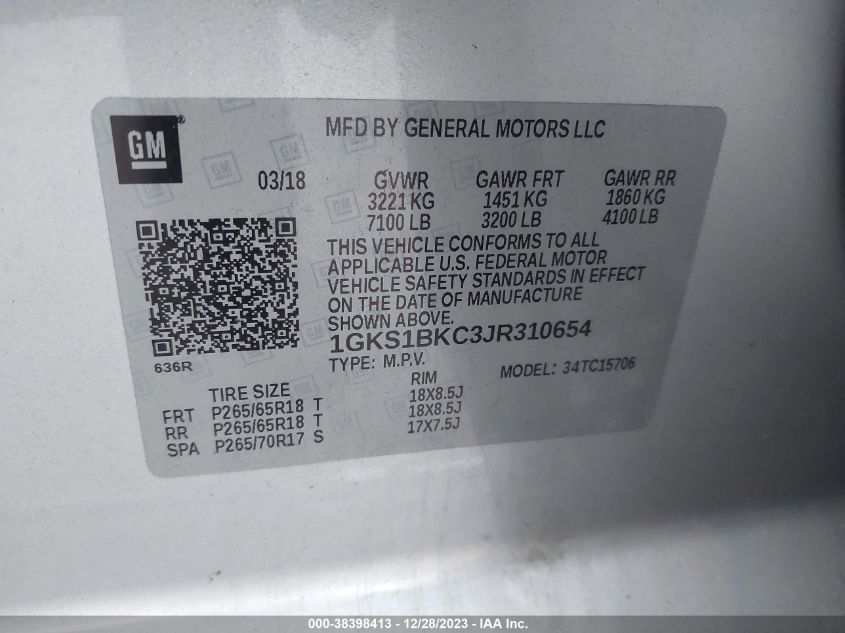 GM
MFD BY GENERAL MOTORS LLC
03/18
GVWR GAWR FRT GAWR RR
3221 KG 1451 KG 1860 KG
7100 LB 3200 LB 4100 LB
THIS VEHICLE CONFORMS TO ALL
APPLICABLE U.S. FEDERAL MOTOR
VEHICLE SAFETY STANDARDS IN EFFECT
ON THE DATE OF MANUFACTURE
SHOWN ABOVE.
1GKS1BKC3JR310654
TYPE: M.P.V. MODEL: 34TC15706
636R
TIRE SIZE RIM
FRT P265/65R18 T 18X8.5J
RR P265/65R18 T 18X8.5J
SPA P265/70R17 S 17X7.5J
000-38398413 - 12/28/2023 - IAA Inc.